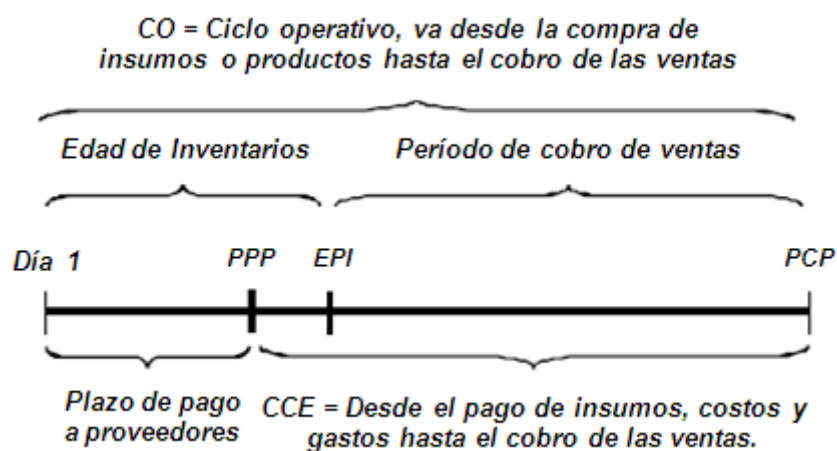 CO = Ciclo operativo, va desde la compra de
insumos o productos hasta el cobro de las ventas
Edad de Inventarios
Período de cobro de ventas
Día 1
PPP
EPI
PCP
Plazo de pago
a proveedores
CCE = Desde el pago de insumos, costos y
gastos hasta el cobro de las ventas.